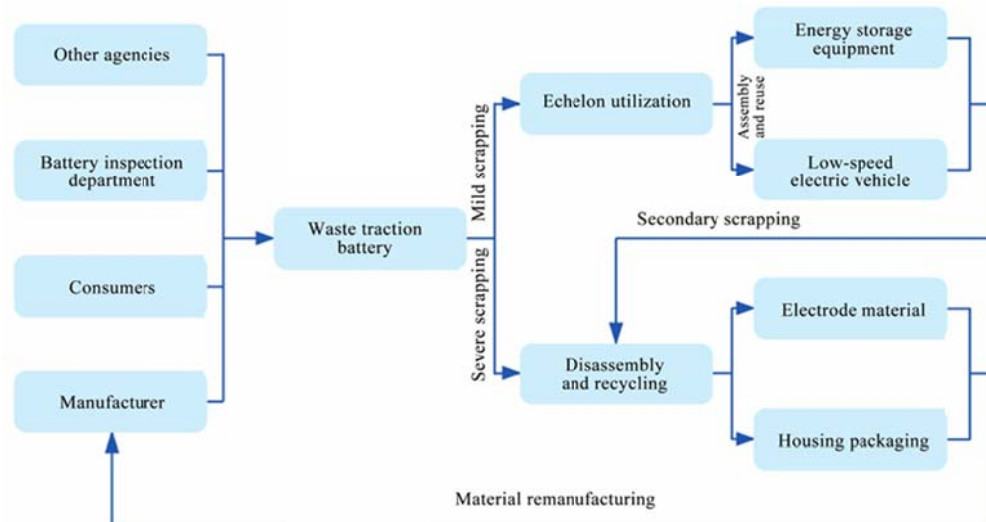 Other agencies
Battery inspection
department
Consumers
Manufacturer
Waste traction
battery
Mild scrapping
Severe scrapping
Echelon utilization
Assembly
and reuse
Energy storage
equipment
Low-speed
electric vehicle
Secondary scrapping
Disassembly
and recycling
Electrode material
Housing packaging
Material remanufacturing